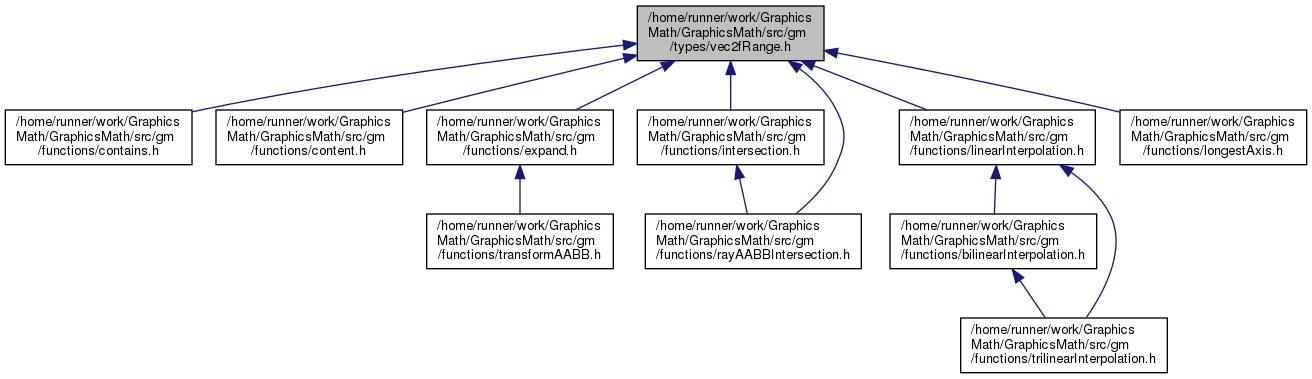 /home/runner/work/Graphics
Math/GraphicsMath/src/gm
/types/vec2fRange.h
/home/runner/work/Graphics
Math/GraphicsMath/src/gm
/functions/contains.h
/home/runner/work/Graphics
Math/GraphicsMath/src/gm
/functions/content.h
/home/runner/work/Graphics
Math/GraphicsMath/src/gm
/functions/expand.h
/home/runner/work/Graphics
Math/GraphicsMath/src/gm
/functions/intersection.h
/home/runner/work/Graphics
Math/GraphicsMath/src/gm
/functions/linearInterpolation.h
/home/runner/work/Graphics
Math/GraphicsMath/src/gm
/functions/longestAxis.h
/home/runner/work/Graphics
Math/GraphicsMath/src/gm
/functions/transformAABB.h
/home/runner/work/Graphics
Math/GraphicsMath/src/gm
/functions/rayAABBIntersection.h
/home/runner/work/Graphics
Math/GraphicsMath/src/gm
/functions/bilinearInterpolation.h
/home/runner/work/Graphics
Math/GraphicsMath/src/gm
/functions/trilinearInterpolation.h